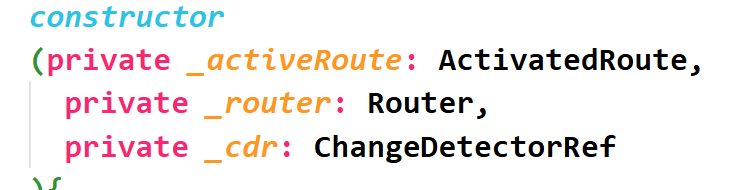 constructor
(private _activeRoute: ActivatedRoute,
private _router: Router,
private _cdr: ChangeDetectorRef
){